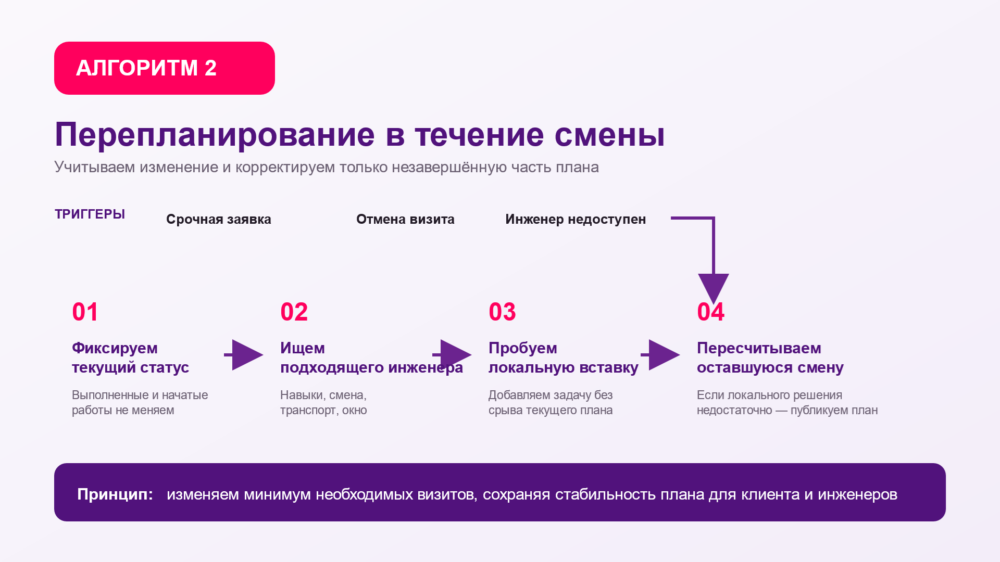 АЛГОРИТМ 2
Перепланирование в течение смены
Учитываем изменение и корректируем только незавершённую часть плана
ТРИГГЕРЫ
Срочная заявка
Отмена визита
Инженер недоступен
01
Фиксируем
текущий статус
Выполненные и начатые
работы не меняем
02
Ищем
подходящего инженера
Навыки, смена,
транспорт, окно
03
Пробуем
локальную вставку
Добавляем задачу без
срыва текущего плана
04
Пересчитываем
оставшуюся смену
Если локального решения
недостаточно — публикуем план
Принцип: изменяем минимум необходимых визитов, сохраняя стабильность плана для клиента и инженеров